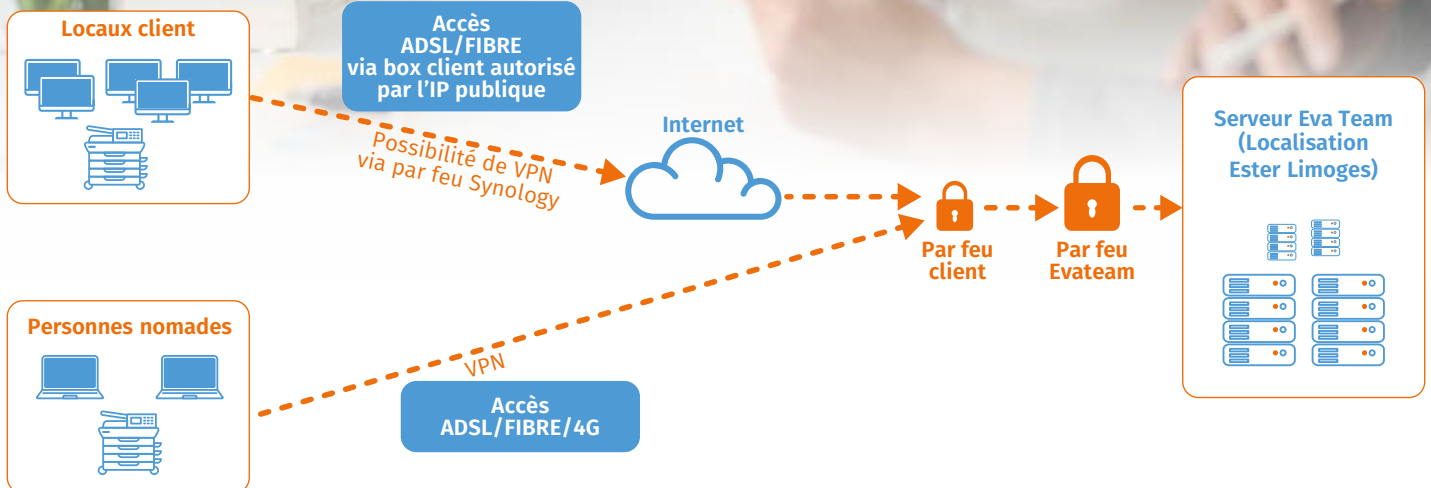 Locaux client
Accès
ADSL/FIBRE
via box client autorisé
par l'IP publique
Possibilité de VPN
via par feu Synology
Internet
Par feu
client
Par feu
Evateam
Serveur Eva Team
(Localisation
Ester Limoges)
Personnes nomades
VPN
Accès
ADSL/FIBRE/4G